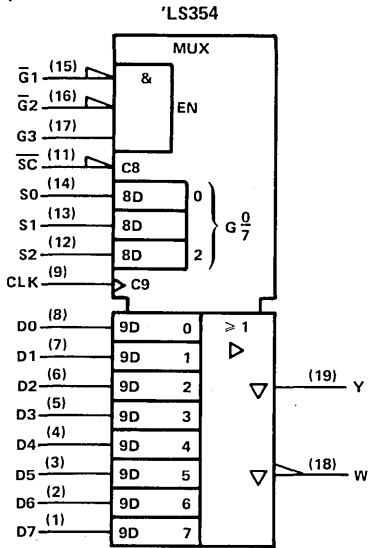 'LS354
MUX
G̅1 (15) &
G̅2 (16) EN
G3 (17)
S̅C̅ (11) C8
S0 (14) 8D 0
S1 (13) 8D G 0/7
S2 (12) 8D 2
CLK (9) C9
D0 (8) 9D 0 ≥ 1
D1 (7) 9D 1
D2 (6) 9D 2 (19) Y
D3 (5) 9D 3
D4 (4) 9D 4
D5 (3) 9D 5 (18) W
D6 (2) 9D 6
D7 (1) 9D 7